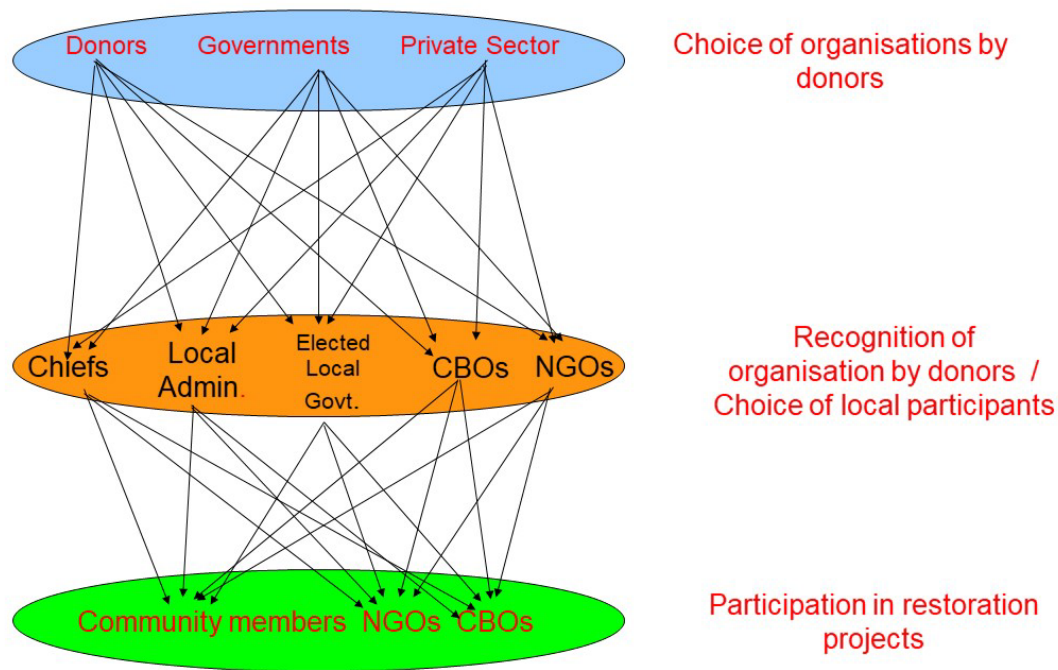 Donors Governments Private Sector
Choice of organisations by
donors
Chiefs
Local
Admin.
Elected
Local
Govt.
CBOs
NGOs
Recognition of
organisation by donors /
Choice of local participants
Community members NGOs CBOs
Participation in restoration
projects